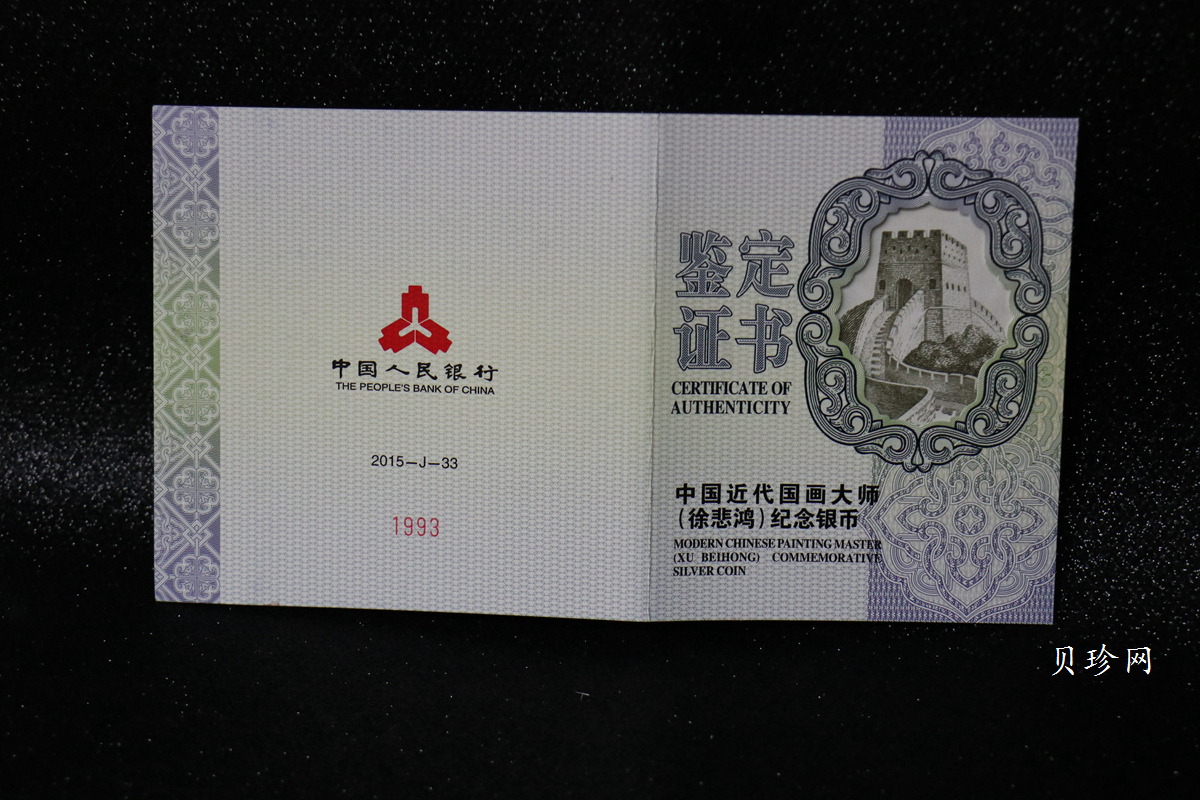 中国人民银行
THE PEOPLE'S BANK OF CHINA
2015—J—33
1993
鉴定
证书
CERTIFICATE OF
AUTHENTICITY
中国近代国画大师
（徐悲鸿）纪念银币
MODERN CHINESE PAINTING MASTER
(XU BEIHONG) COMMEMORATIVE
SILVER COIN
贝珍网